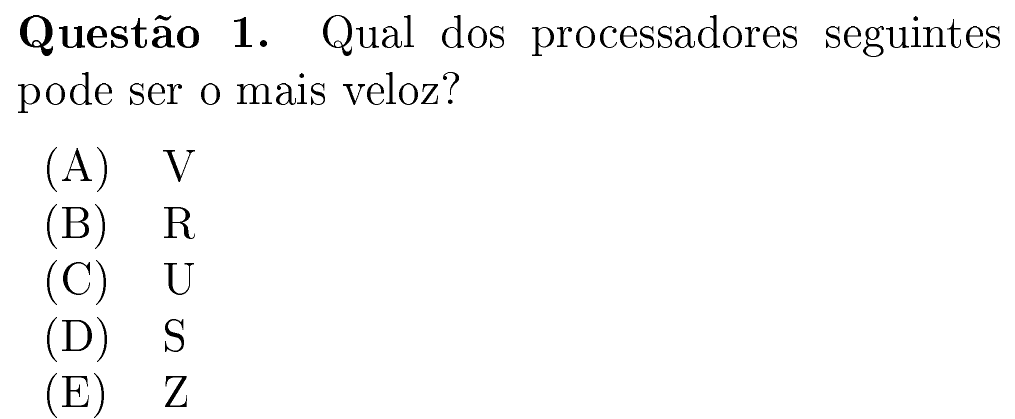 Questão 1. Qual dos processadores seguintes
pode ser o mais veloz?
(A) V
(B) R
(C) U
(D) S
(E) Z